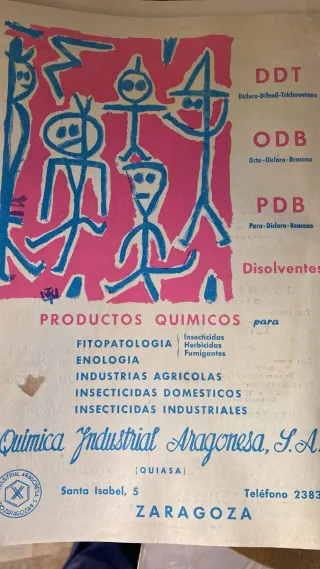 DDT
Dicloro-Difenil-Tricloroetano
ODB
Orto-Dicloro-Benceno
PDB
Para-Dicloro-Benceno
Disolventes
PRODUCTOS QUIMICOS para
FITOPATOLOGIA
Insecticidas
Herbicidas
Fumigantes
ENOLOGIA
INDUSTRIAS AGRICOLAS
INSECTICIDAS DOMESTICOS
INSECTICIDAS INDUSTRIALES
Química Industrial Aragonesa, S.A.
(QUIASA)
Santa Isabel, 5
Teléfono 2383
ZARAGOZA